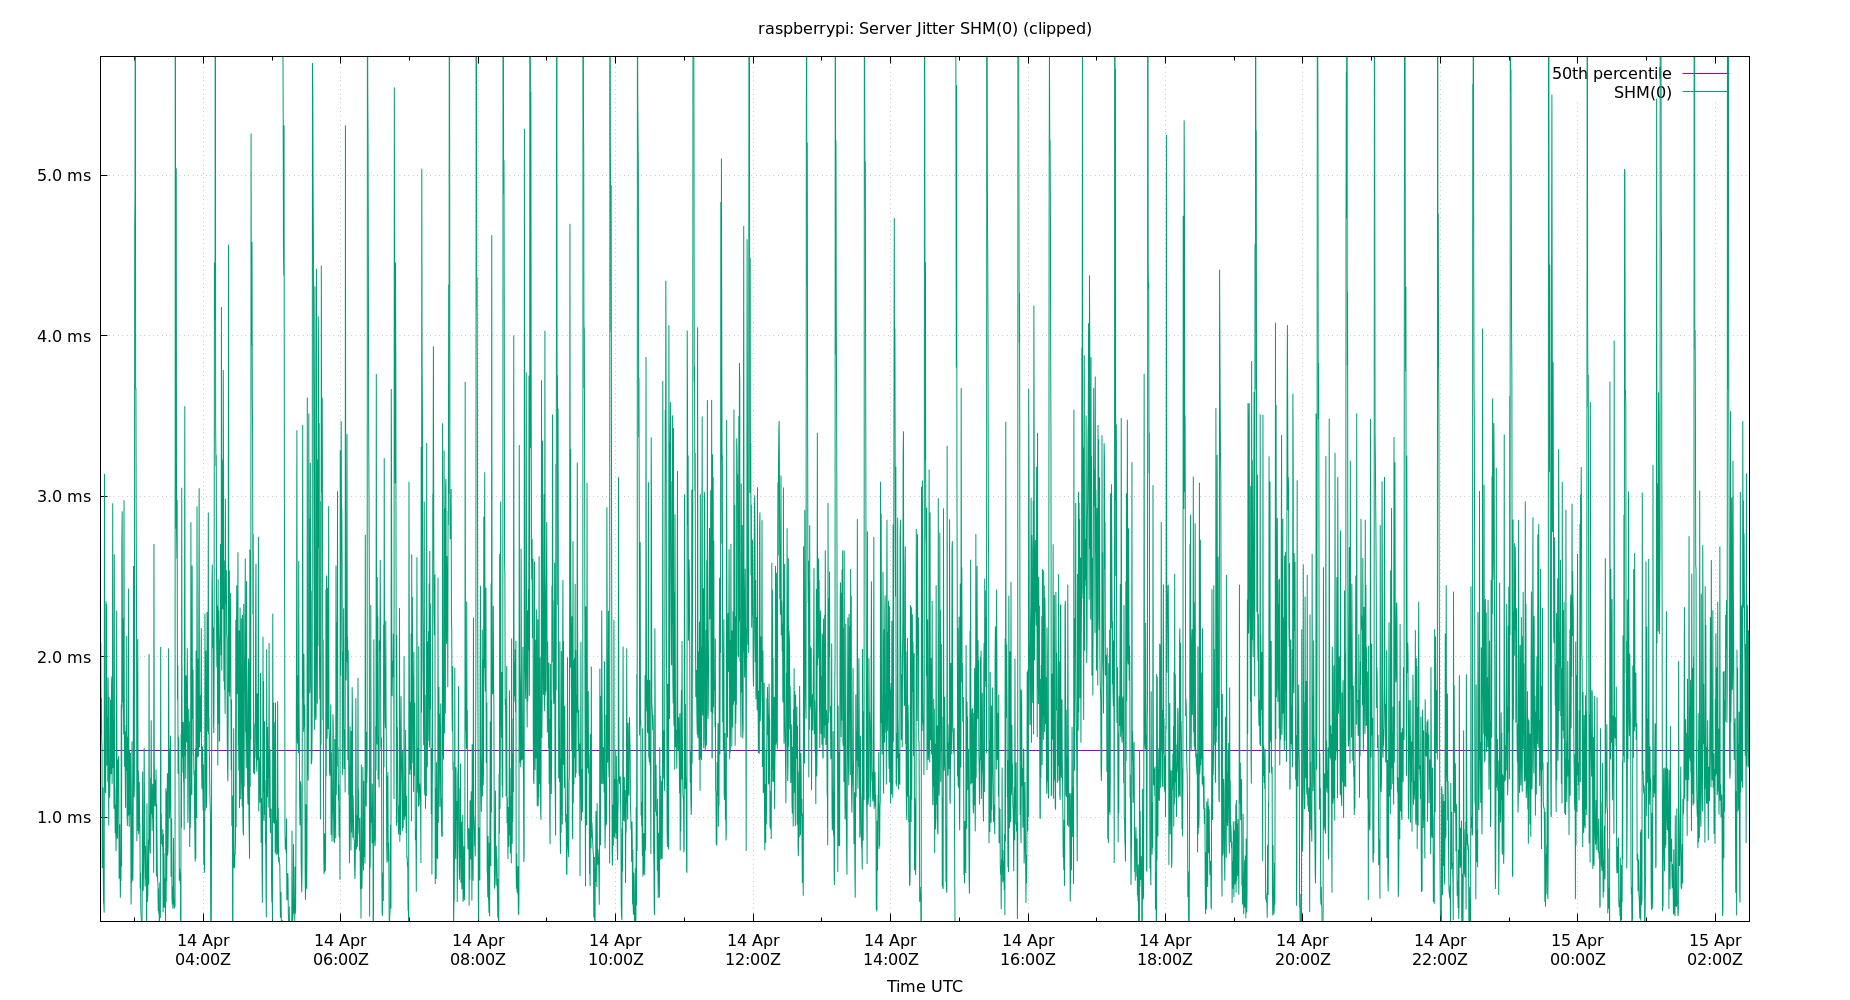 raspberrypi: Server Jitter SHM(0) (clipped)
50th percentile
SHM(0)
5.0 ms
4.0 ms
3.0 ms
2.0 ms
1.0 ms
14 Apr 14 Apr 14 Apr 14 Apr 14 Apr 14 Apr 14 Apr 14 Apr 14 Apr 14 Apr 15 Apr 15 Apr
04:00Z 06:00Z 08:00Z 10:00Z 12:00Z 14:00Z 16:00Z 18:00Z 20:00Z 22:00Z 00:00Z 02:00Z
Time UTC